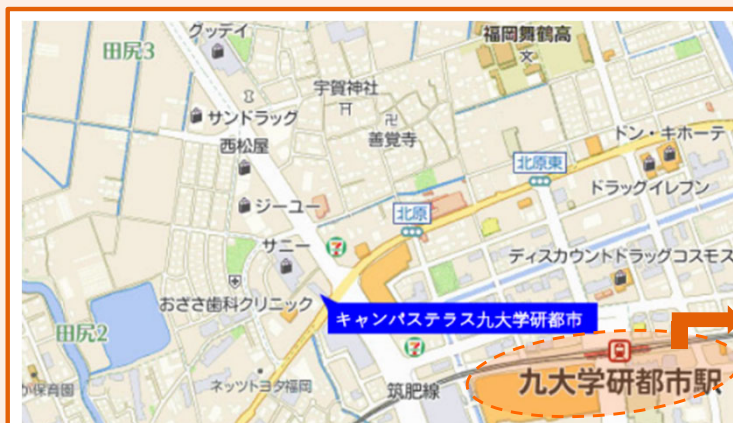 グッデイ
田尻3
福岡舞鶴高
宇賀神社
サンドラッグ
善覚寺
西松屋
ドン・キホーテ
北原東
ドラッグイレブン
ジーユー
北原
サニー
ディスカウントドラッグコスモス
おざさ歯科クリニック
キャンパステラス九大学研都市
田尻2
九大学研都市駅
ネッツトヨタ福岡
筑肥線
保育園